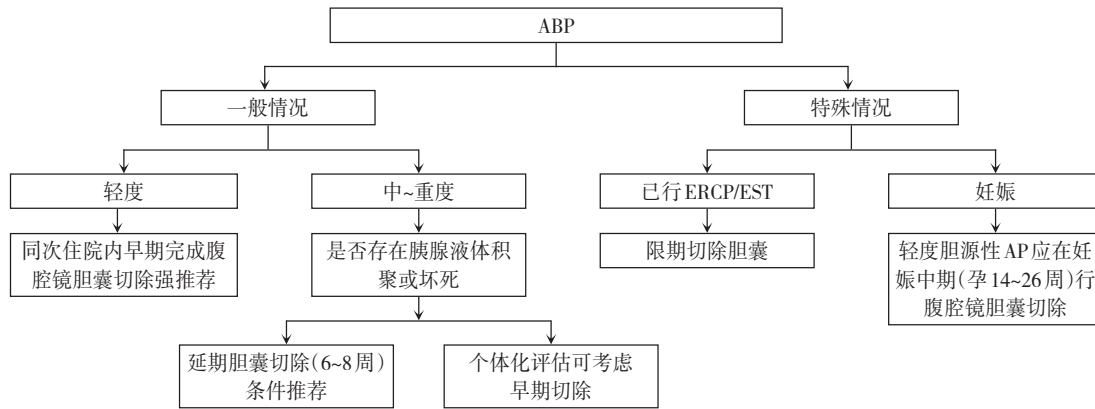 ABP
一般情况
特殊情况
轻度
中~重度
已行ERCP/EST
妊娠
同次住院内早期完成腹
腔镜胆囊切除强推荐
是否存在胰腺液体积
聚或坏死
限期切除胆囊
轻度胆源性AP应在妊
娠中期(孕14~26周)行
腹腔镜胆囊切除
延期胆囊切除(6~8周)
条件推荐
个体化评估可考虑
早期切除